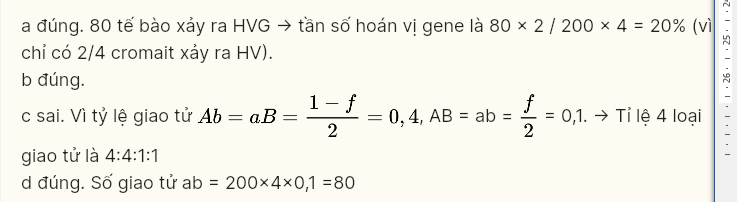 a đúng. 80 tế bào xảy ra HVG → tần số hoán vị gene là 80 × 2 / 200 × 4 = 20% (vì
chỉ có 2/4 cromait xảy ra HV).
b đúng.
c sai. Vì tỷ lệ giao tử Ab = aB = \frac{1-f}{2} = 0,4, AB = ab = \frac{f}{2} = 0,1. → Tỉ lệ 4 loại
giao tử là 4:4:1:1
d đúng. Số giao tử ab = 200×4×0,1 =80
25
26